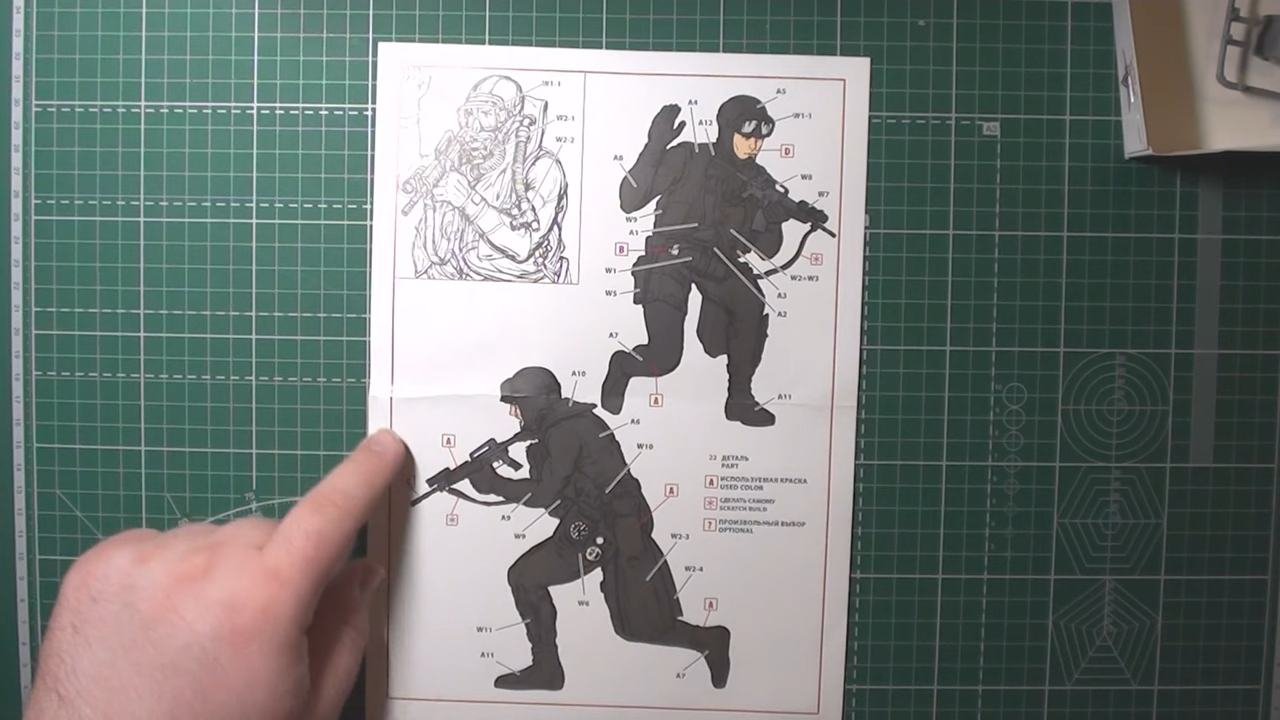 W1-1
W2-1
W2-2
A4
A5
A12
W1-1
D
A8
W8
W7
W9
A1
B
W1
W2=W3
W5
A3
A2
A7
A
A11
A10
A
A6
W10
22 ДЕТАЛЬ
PART
A ИСПОЛЬЗУЕМАЯ КРАСКА
USED COLOR
СДЕЛАТЬ САМОМУ
SCRATCH BUILD
? ПРОИЗВОЛЬНЫЙ ВЫБОР
OPTIONAL
A
A9
W9
W2-3
W2-4
W6
A
W11
A11
A7
A3